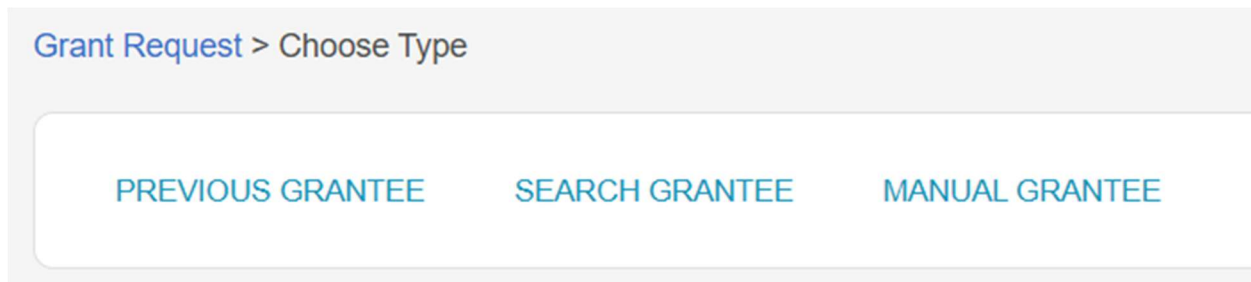 Grant Request > Choose Type
PREVIOUS GRANTEE SEARCH GRANTEE MANUAL GRANTEE